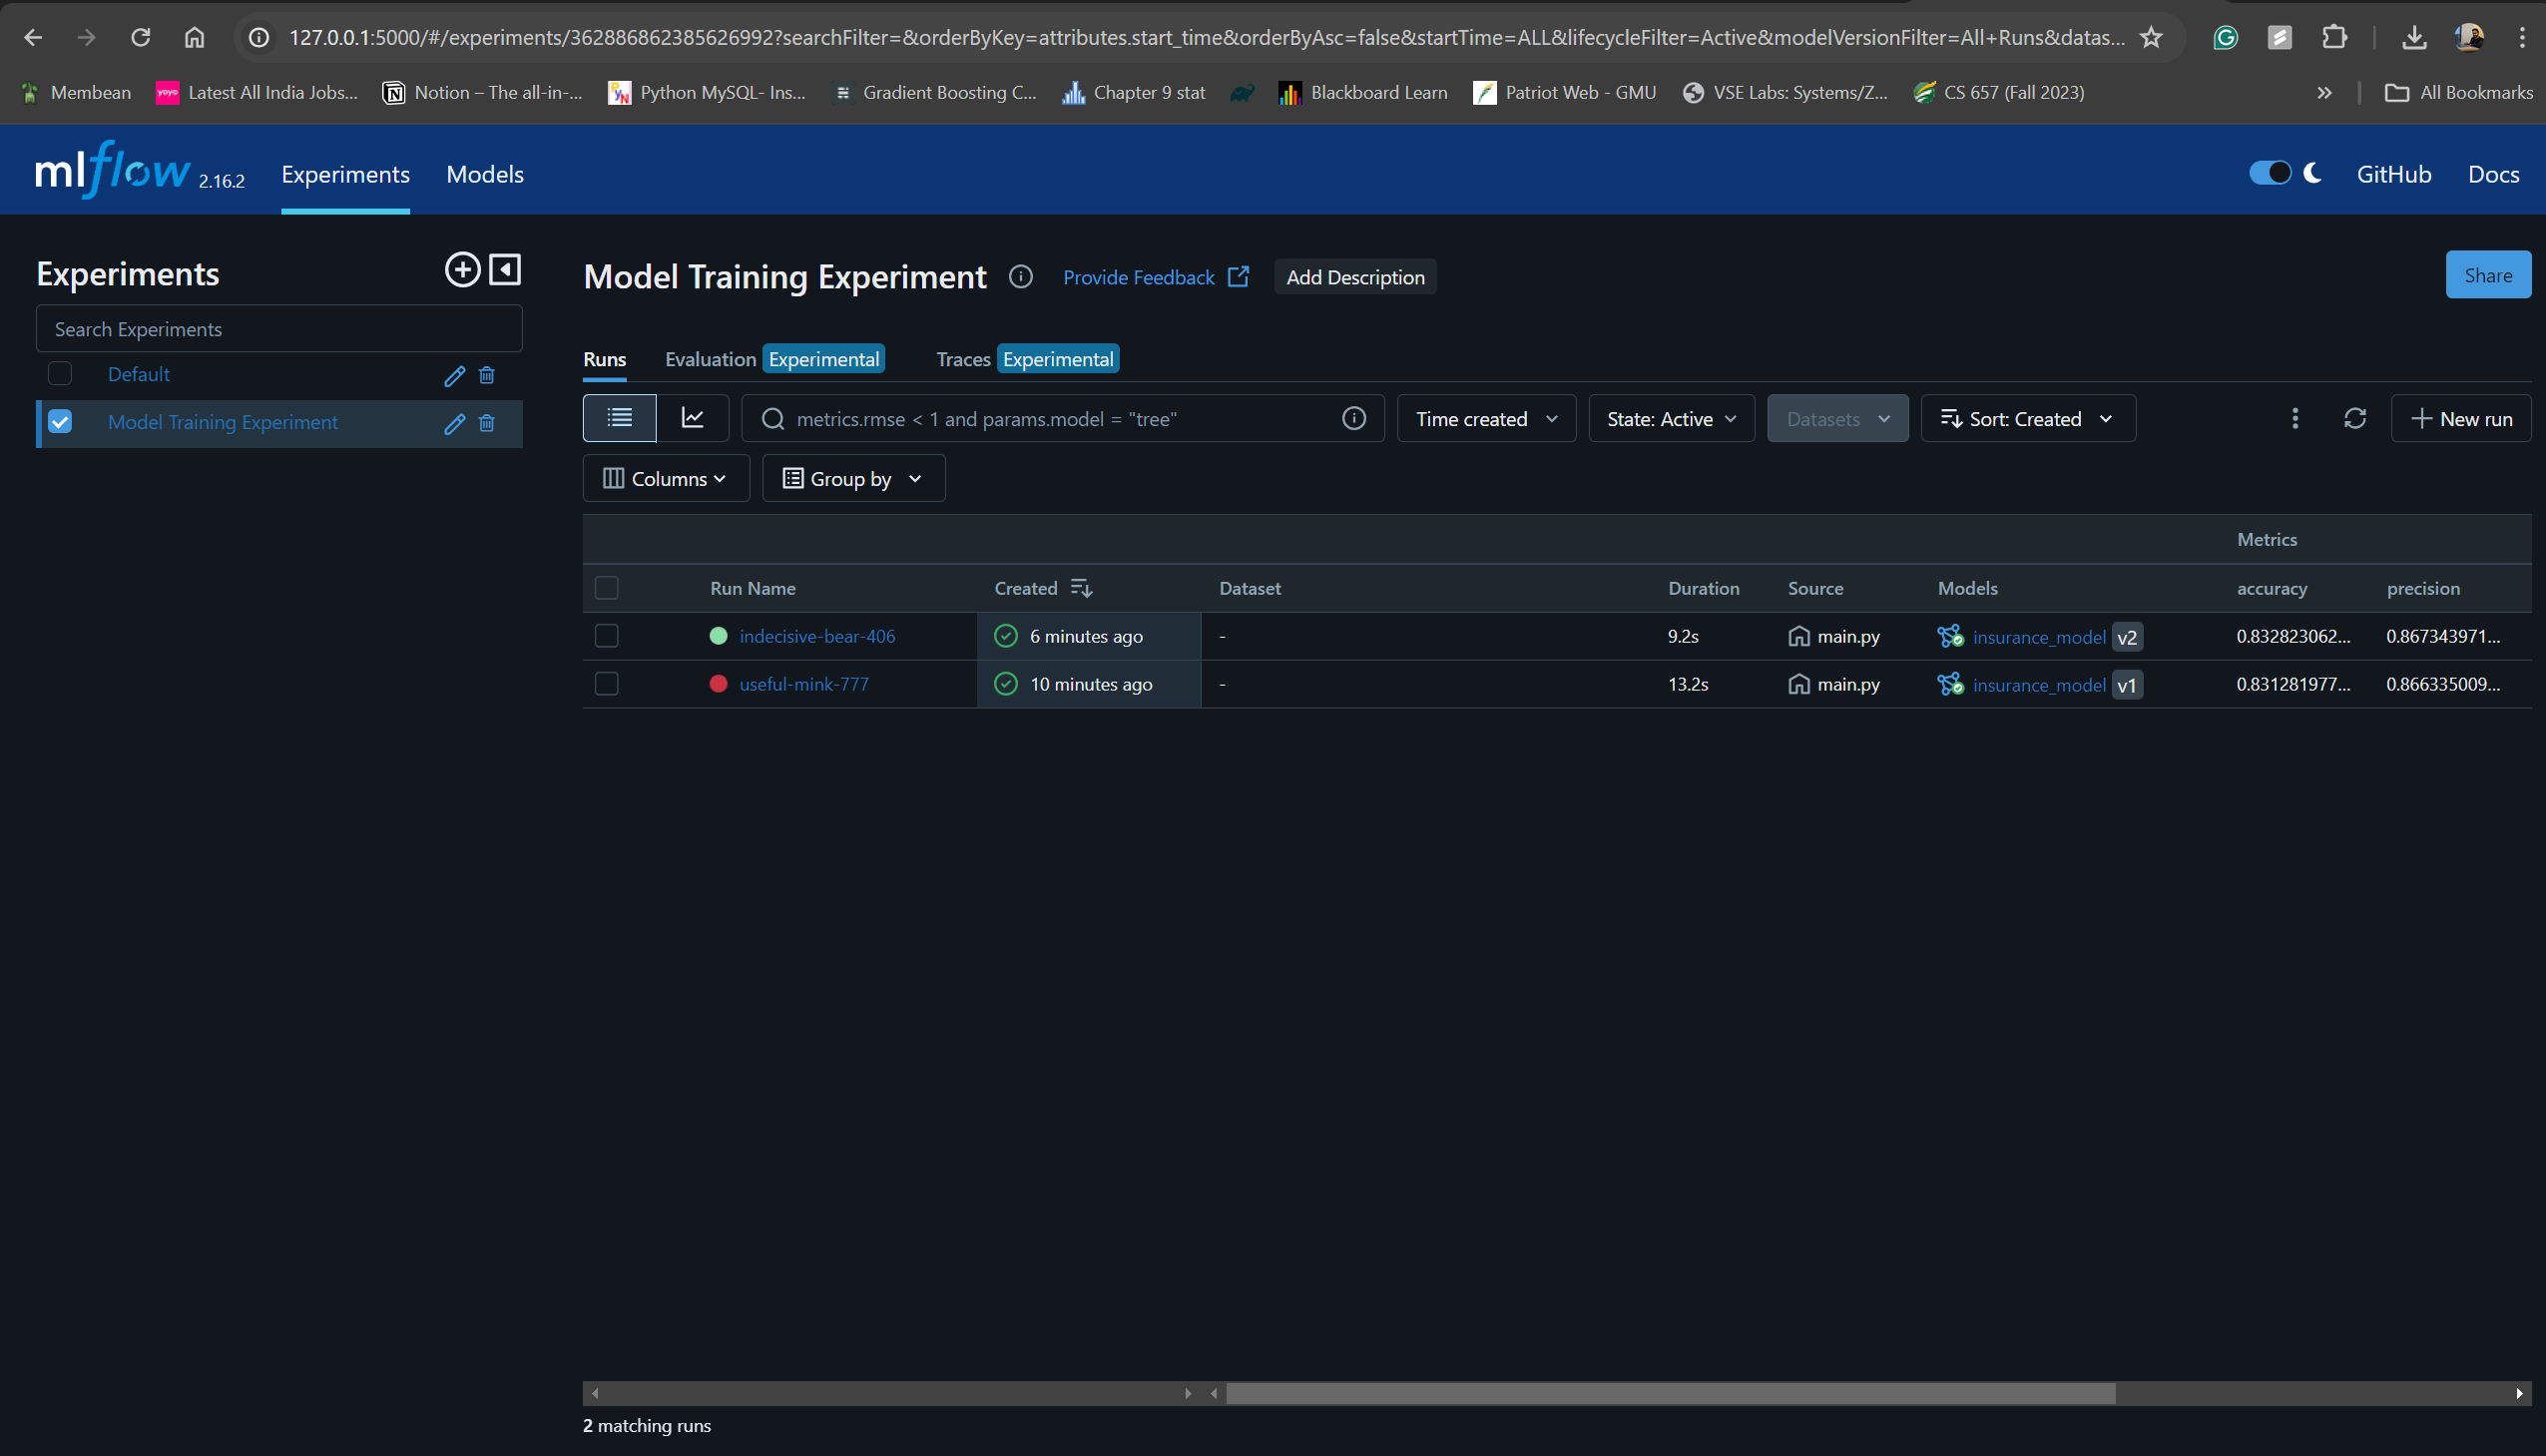 127.0.0.1:5000/#/experiments/362886862385626992?searchFilter=&orderByKey=attributes.start_time&orderByAsc=false&startTime=ALL&lifecycleFilter=Active&modelVersionFilter=All+Runs&datas...
Membean Latest All India Jobs... Notion – The all-in-... Python MySQL- Ins... Gradient Boosting C... Chapter 9 stat Blackboard Learn Patriot Web - GMU VSE Labs: Systems/Z... CS 657 (Fall 2023) » All Bookmarks
mlflow 2.16.2 Experiments Models GitHub Docs
Experiments
Search Experiments
Default
Model Training Experiment
Model Training Experiment Provide Feedback Add Description Share
Runs Evaluation Experimental Traces Experimental
metrics.rmse < 1 and params.model = "tree" Time created State: Active Datasets Sort: Created New run
Columns Group by
Metrics
Run Name Created Dataset Duration Source Models accuracy precision
indecisive-bear-406 6 minutes ago - 9.2s main.py insurance_model v2 0.832823062... 0.867343971...
useful-mink-777 10 minutes ago - 13.2s main.py insurance_model v1 0.831281977... 0.866335009...
2 matching runs